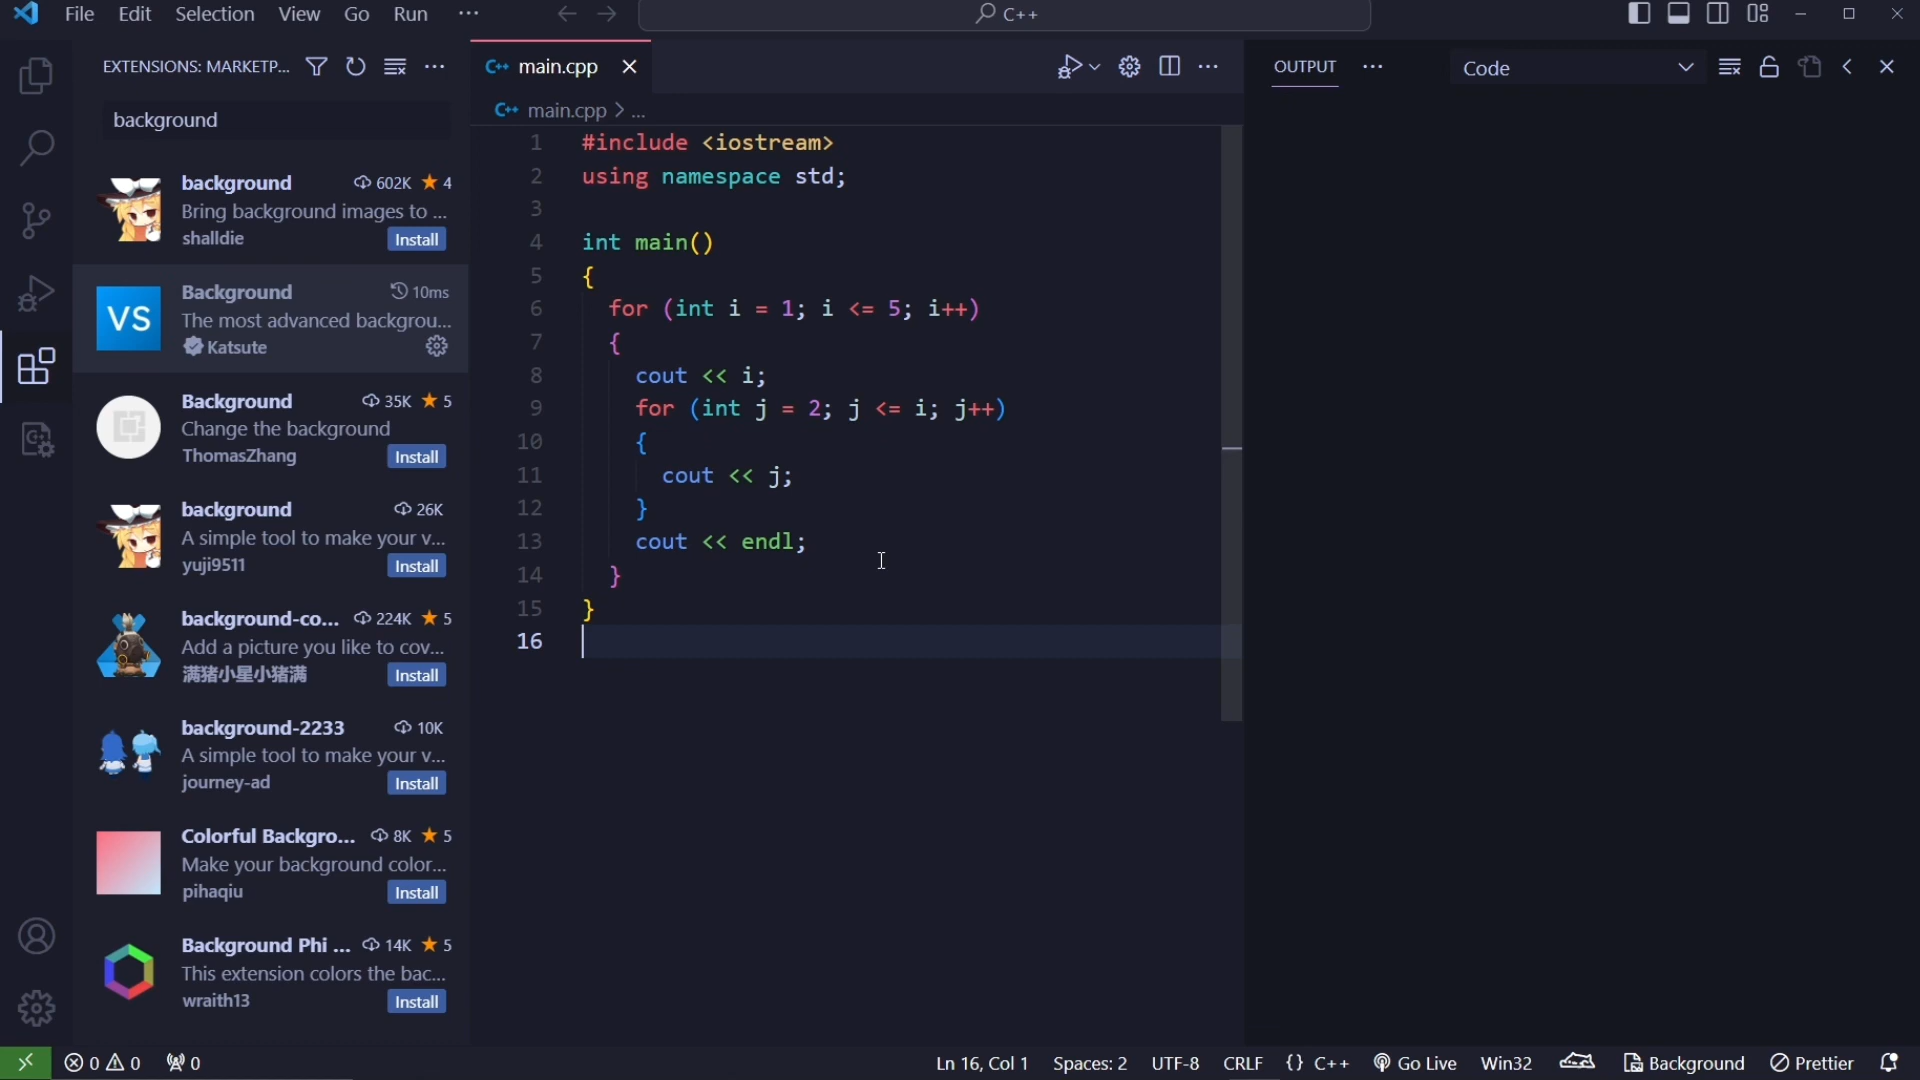 File Edit Selection View Go Run ···
C++
EXTENSIONS: MARKETP...
background
background 602K ★ 4
Bring background images to ...
shalldie Install
VS
Background 10ms
The most advanced backgrou...
Katsute
Background 35K ★ 5
Change the background
ThomasZhang Install
background 26K
A simple tool to make your v...
yuji9511 Install
background-co... 224K ★ 5
Add a picture you like to cov...
满猪小星小猪满 Install
background-2233 10K
A simple tool to make your v...
journey-ad Install
Colorful Backgro... 8K ★ 5
Make your background color...
pihaqiu Install
Background Phi ... 14K ★ 5
This extension colors the bac...
wraith13 Install
C++ main.cpp
C++ main.cpp > ...
1 #include <iostream>
2 using namespace std;
3
4 int main()
5 {
6 for (int i = 1; i <= 5; i++)
7 {
8 cout << i;
9 for (int j = 2; j <= i; j++)
10 {
11 cout << j;
12 }
13 cout << endl;
14 }
15 }
16
OUTPUT ··· Code
0 0 0 Ln 16, Col 1 Spaces: 2 UTF-8 CRLF {} C++ Go Live Win32 Background Prettier